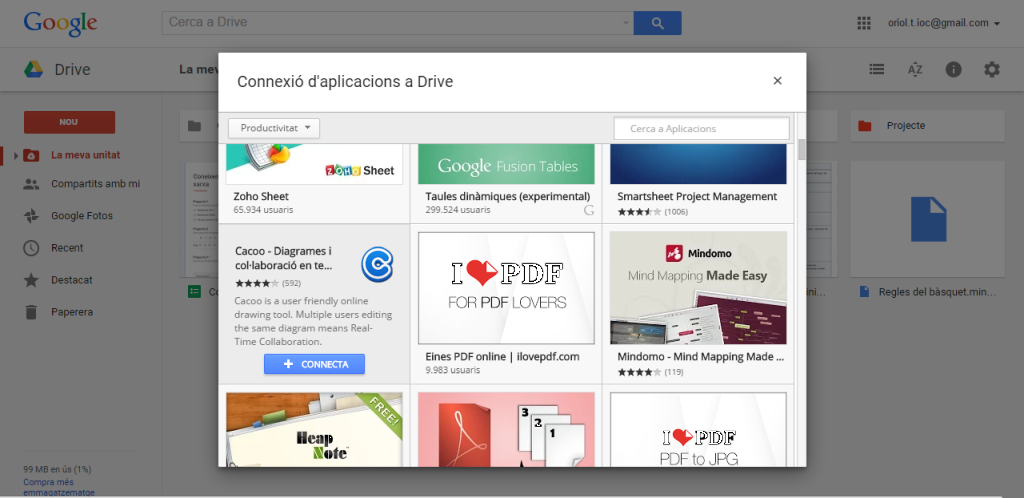 Google
Cerca a Drive
oriol.t.ioc@gmail.com
Drive
La mev
AZ
Connexió d'aplicacions a Drive
×
NOU
La meva unitat
Compartits amb mi
Google Fotos
Recent
Destacat
Paperera
99 MB en ús (1%)
Compra més
emmagatzematge
Productivitat
Cerca a Aplicacions
Projecte
ZOHO Sheet
Google Fusion Tables
Zoho Sheet
65.934 usuaris
Taules dinàmiques (experimental)
299.524 usuaris
G
Smartsheet Project Management
(1006)
Cacoo - Diagrames i
col·laboració en te...
(592)
Cacoo is a user friendly online
drawing tool. Multiple users editing
the same diagram means Real-
Time Collaboration.
+ CONNECTA
I PDF
FOR PDF LOVERS
Eines PDF online | ilovepdf.com
9.983 usuaris
Mindomo
Mind Mapping Made Easy
Mindomo - Mind Mapping Made ...
(119)
Regles del bàsquet.min...
FREE!
Heap
Note
3
2
1
I PDF
PDF to JPG